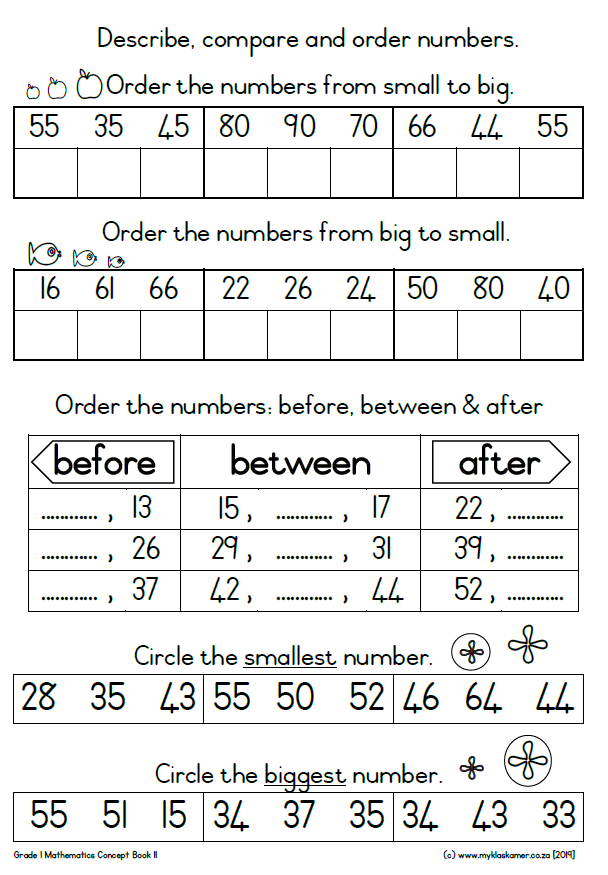 Describe, compare and order numbers.
Order the numbers from small to big.
55 35 45 80 90 70 66 44 55
Order the numbers from big to small.
16 61 66 22 26 24 50 80 40
Order the numbers: before, between & after
before between after
............ , 13 15 , ............ , 17 22 , ............
............ , 26 29 , ............ , 31 39 , ............
............ , 37 42 , ............ , 44 52 , ............
Circle the smallest number.
28 35 43 55 50 52 46 64 44
Circle the biggest number.
55 51 15 34 37 35 34 43 33
Grade 1 Mathematics Concept Book 11 (c) www.myklaskamer.co.za [2019]